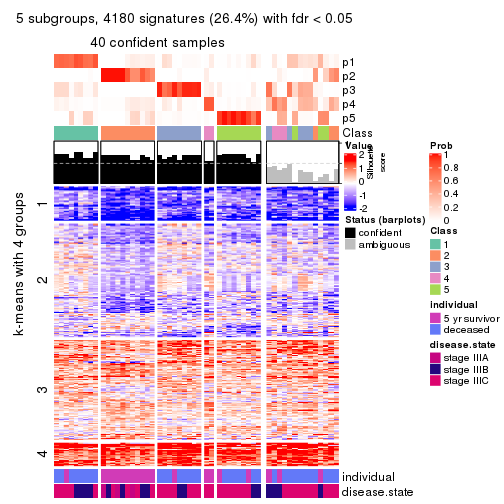 5 subgroups, 4180 signatures (26.4%) with fdr < 0.05
40 confident samples
p1
p2
p3
p4
p5
Class
k-means with 4 groups
1
2
3
4
individual
disease.state
Value
2
1
0
-1
-2
Silhouette
score
Status (barplots)
confident
ambiguous
Prob
1
0.8
0.6
0.4
0.2
0
Class
1
2
3
4
5
individual
5 yr survivor
deceased
disease.state
stage IIIA
stage IIIB
stage IIIC